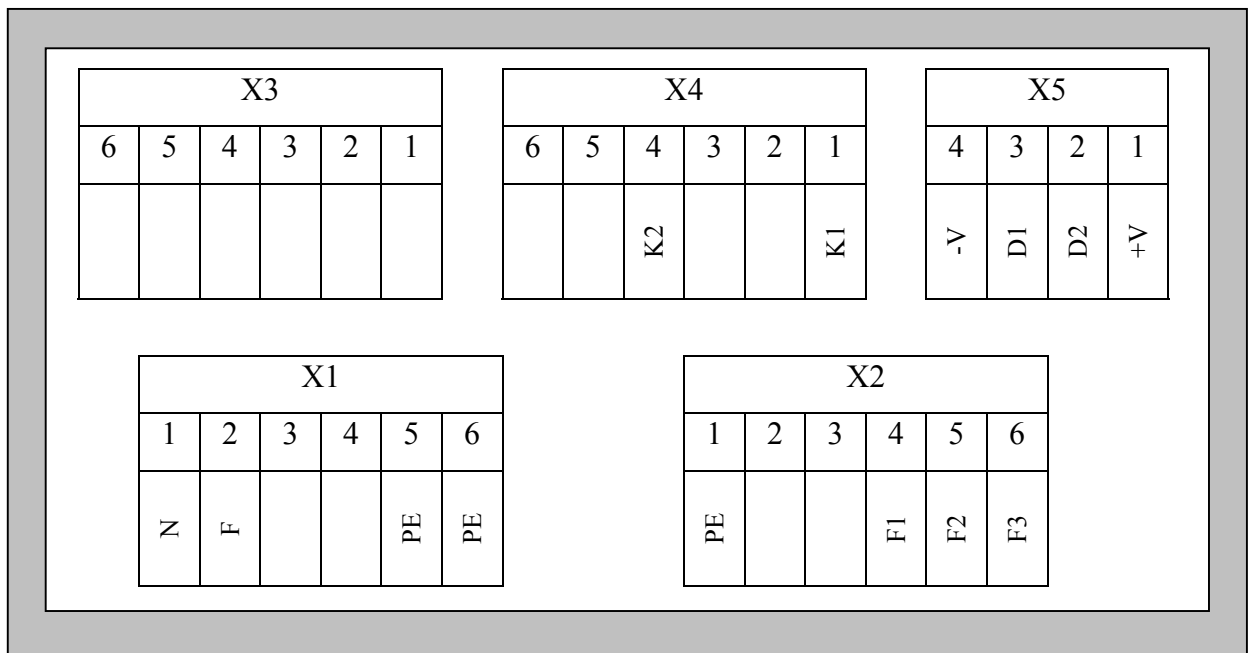 X3 X4 X5
6 5 4 3 2 1 6 5 4 3 2 1 4 3 2 1
K2 K1 -V D1 D2 +V
X1 X2
1 2 3 4 5 6 1 2 3 4 5 6
N F PE PE PE F1 F2 F3